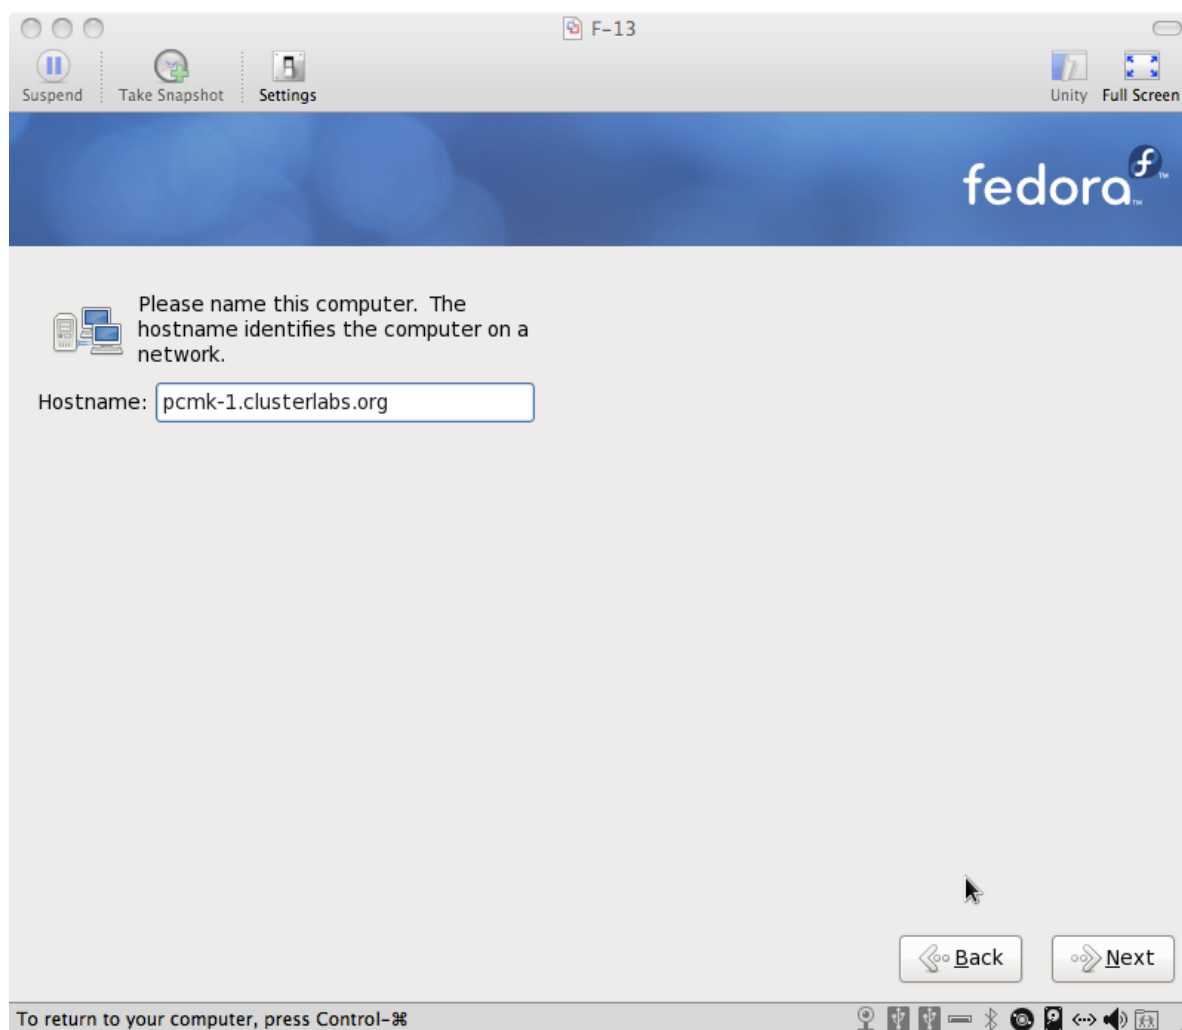 F-13
Suspend Take Snapshot Settings Unity Full Screen
fedora™
Please name this computer. The
hostname identifies the computer on a
network.
Hostname: pcmk-1.clusterlabs.org
Back Next
To return to your computer, press Control-⌘